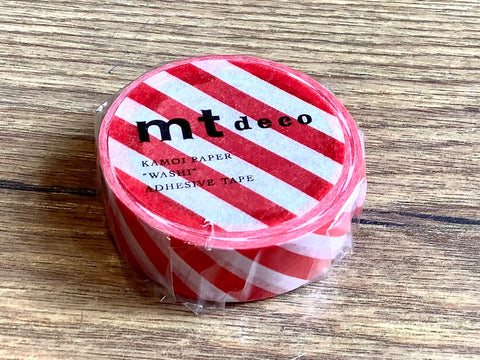 mt deco
KAMOI PAPER
"WASHI"
ADHESIVE TAPE